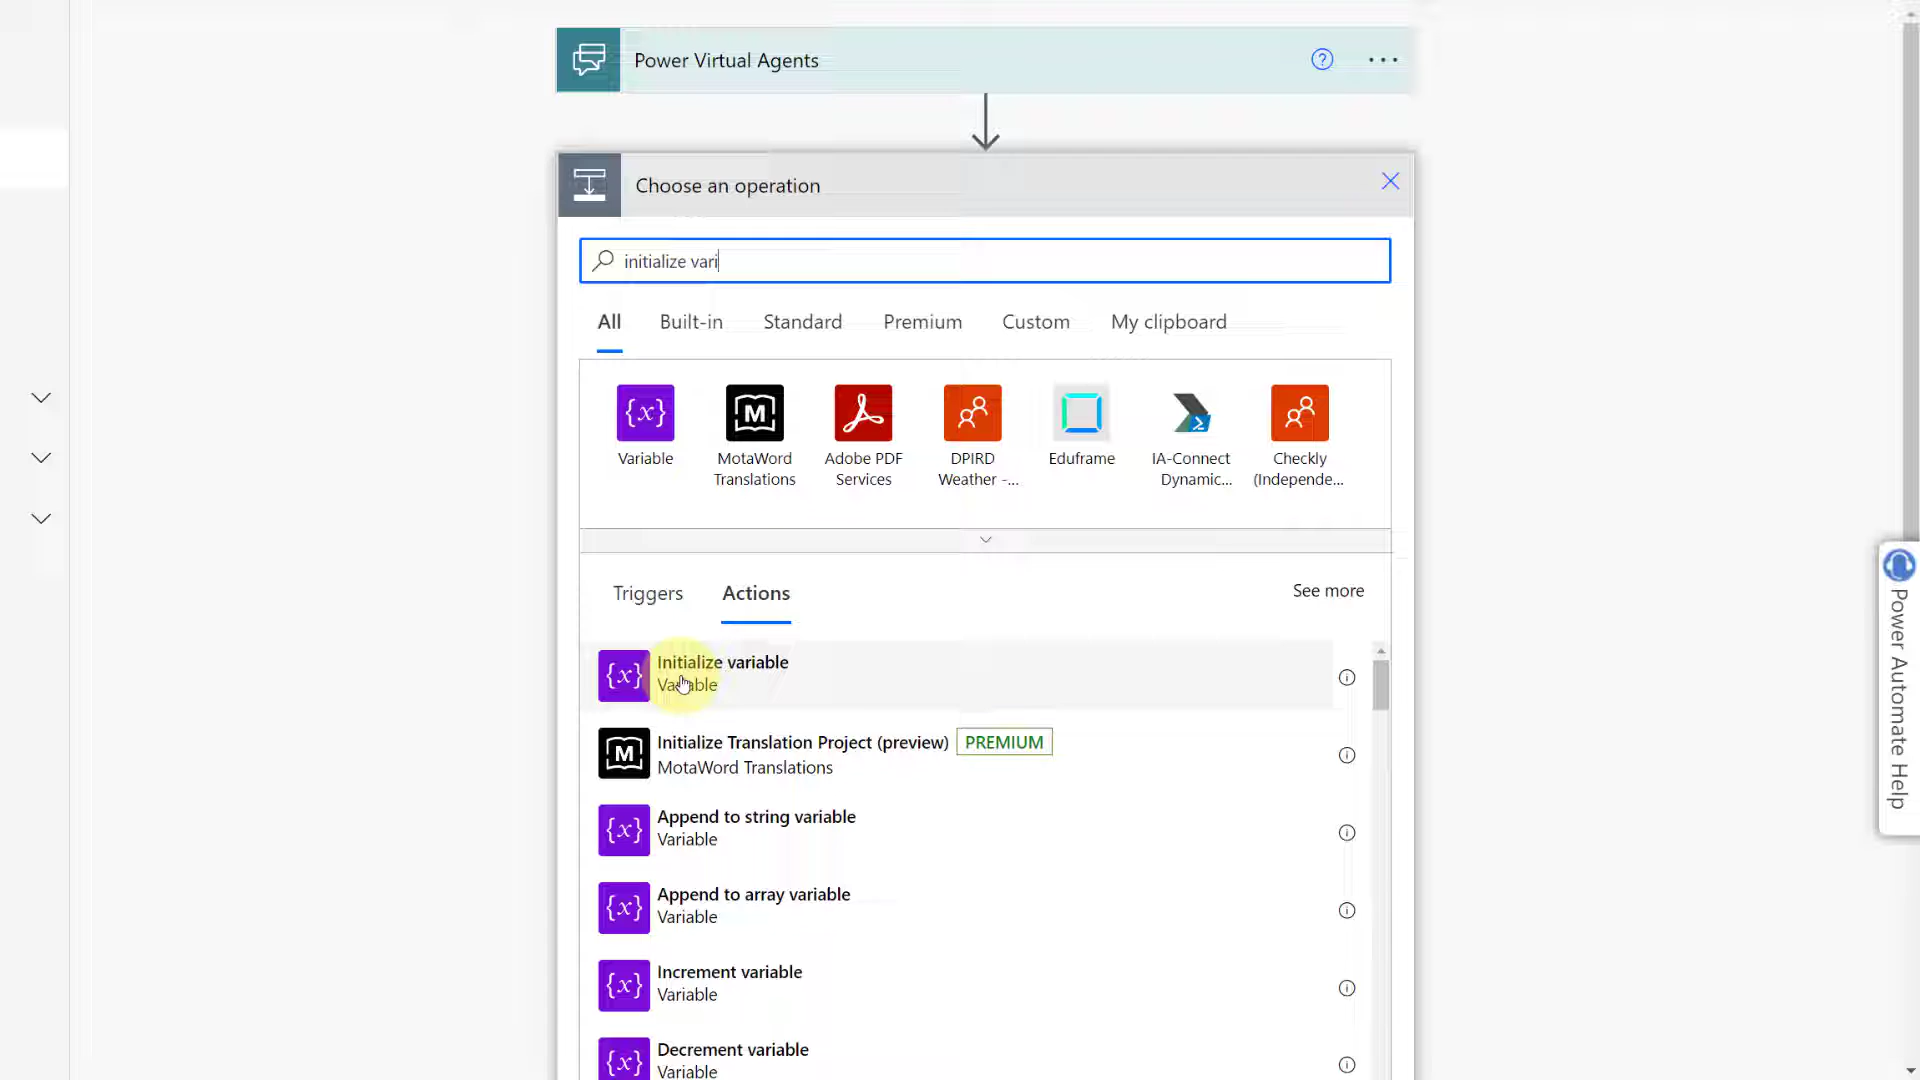 Power Virtual Agents
Choose an operation
initialize vari
All Built-in Standard Premium Custom My clipboard
{x} M
Variable MotaWord Adobe PDF DPIRD Eduframe IA-Connect Checkly
Translations Services Weather -... Dynamic... (Independe...
Triggers Actions See more
{x} Initialize variable
Variable
M Initialize Translation Project (preview) PREMIUM
MotaWord Translations
{x} Append to string variable
Variable
{x} Append to array variable
Variable
{x} Increment variable
Variable
{x} Decrement variable
Variable
Power Automate Help